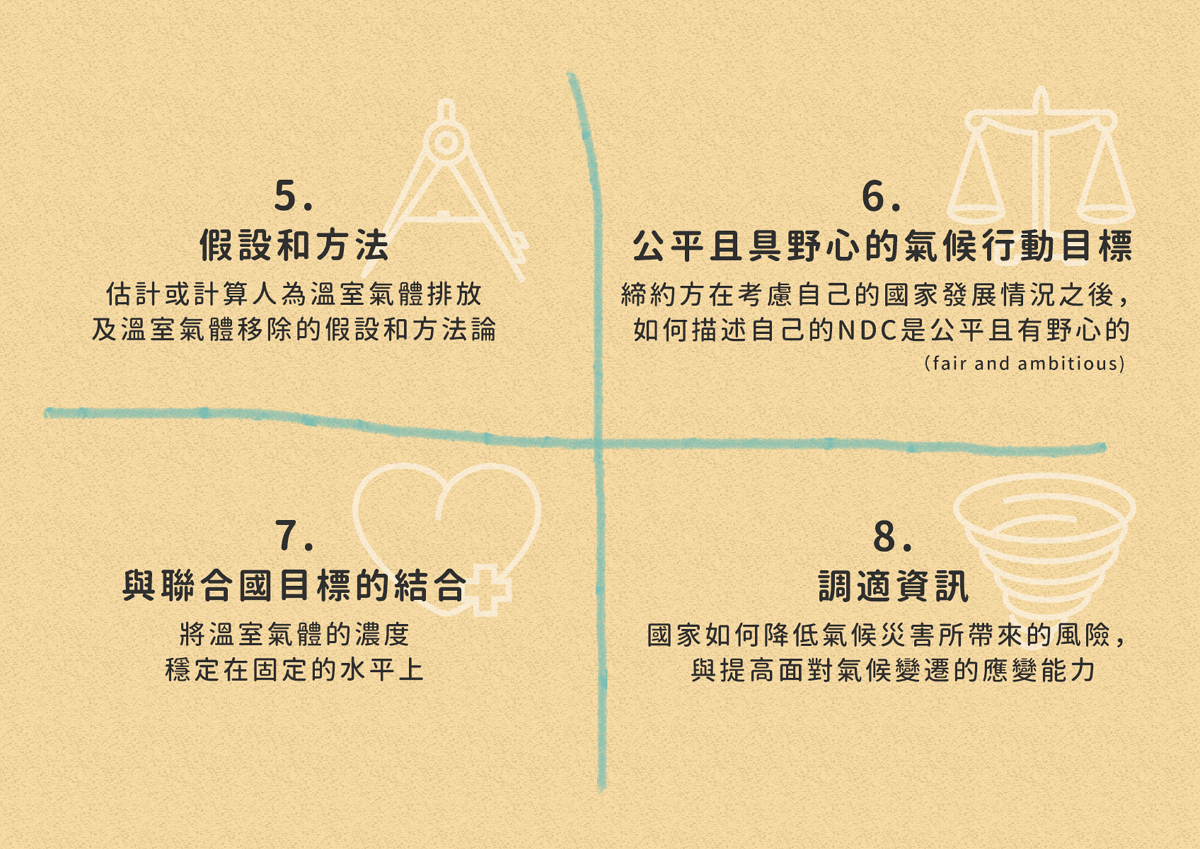 5.
假設和方法
估計或計算人為溫室氣體排放
及溫室氣體移除的假設和方法論
6.
公平且具野心的氣候行動目標
締約方在考慮自己的國家發展情況之後，
如何描述自己的NDC是公平且有野心的
(fair and ambitious)
7.
與聯合國目標的結合
將溫室氣體的濃度
穩定在固定的水平上
8.
調適資訊
國家如何降低氣候災害所帶來的風險，
與提高面對氣候變遷的應變能力